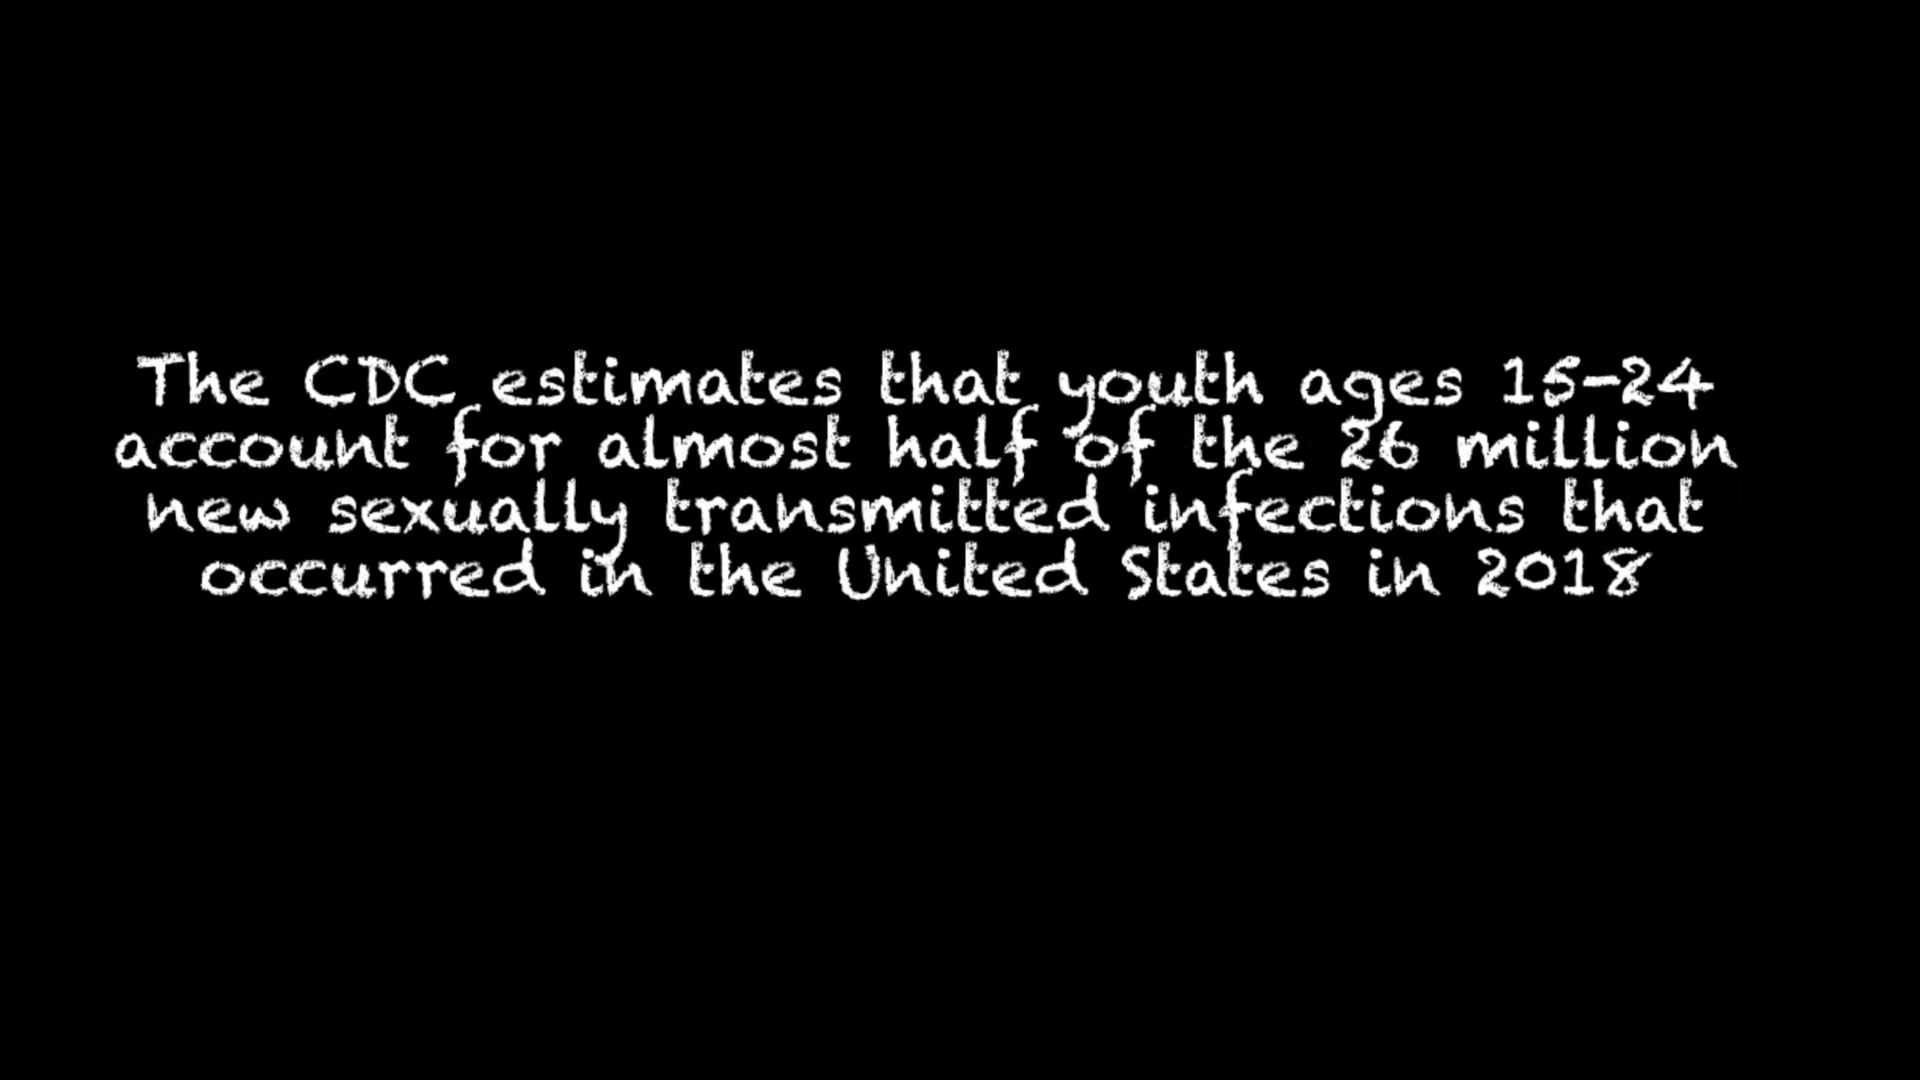 The CDC estimates that youth ages 15-24
account for almost half of the 26 million
new sexually transmitted infections that
occurred in the United States in 2018